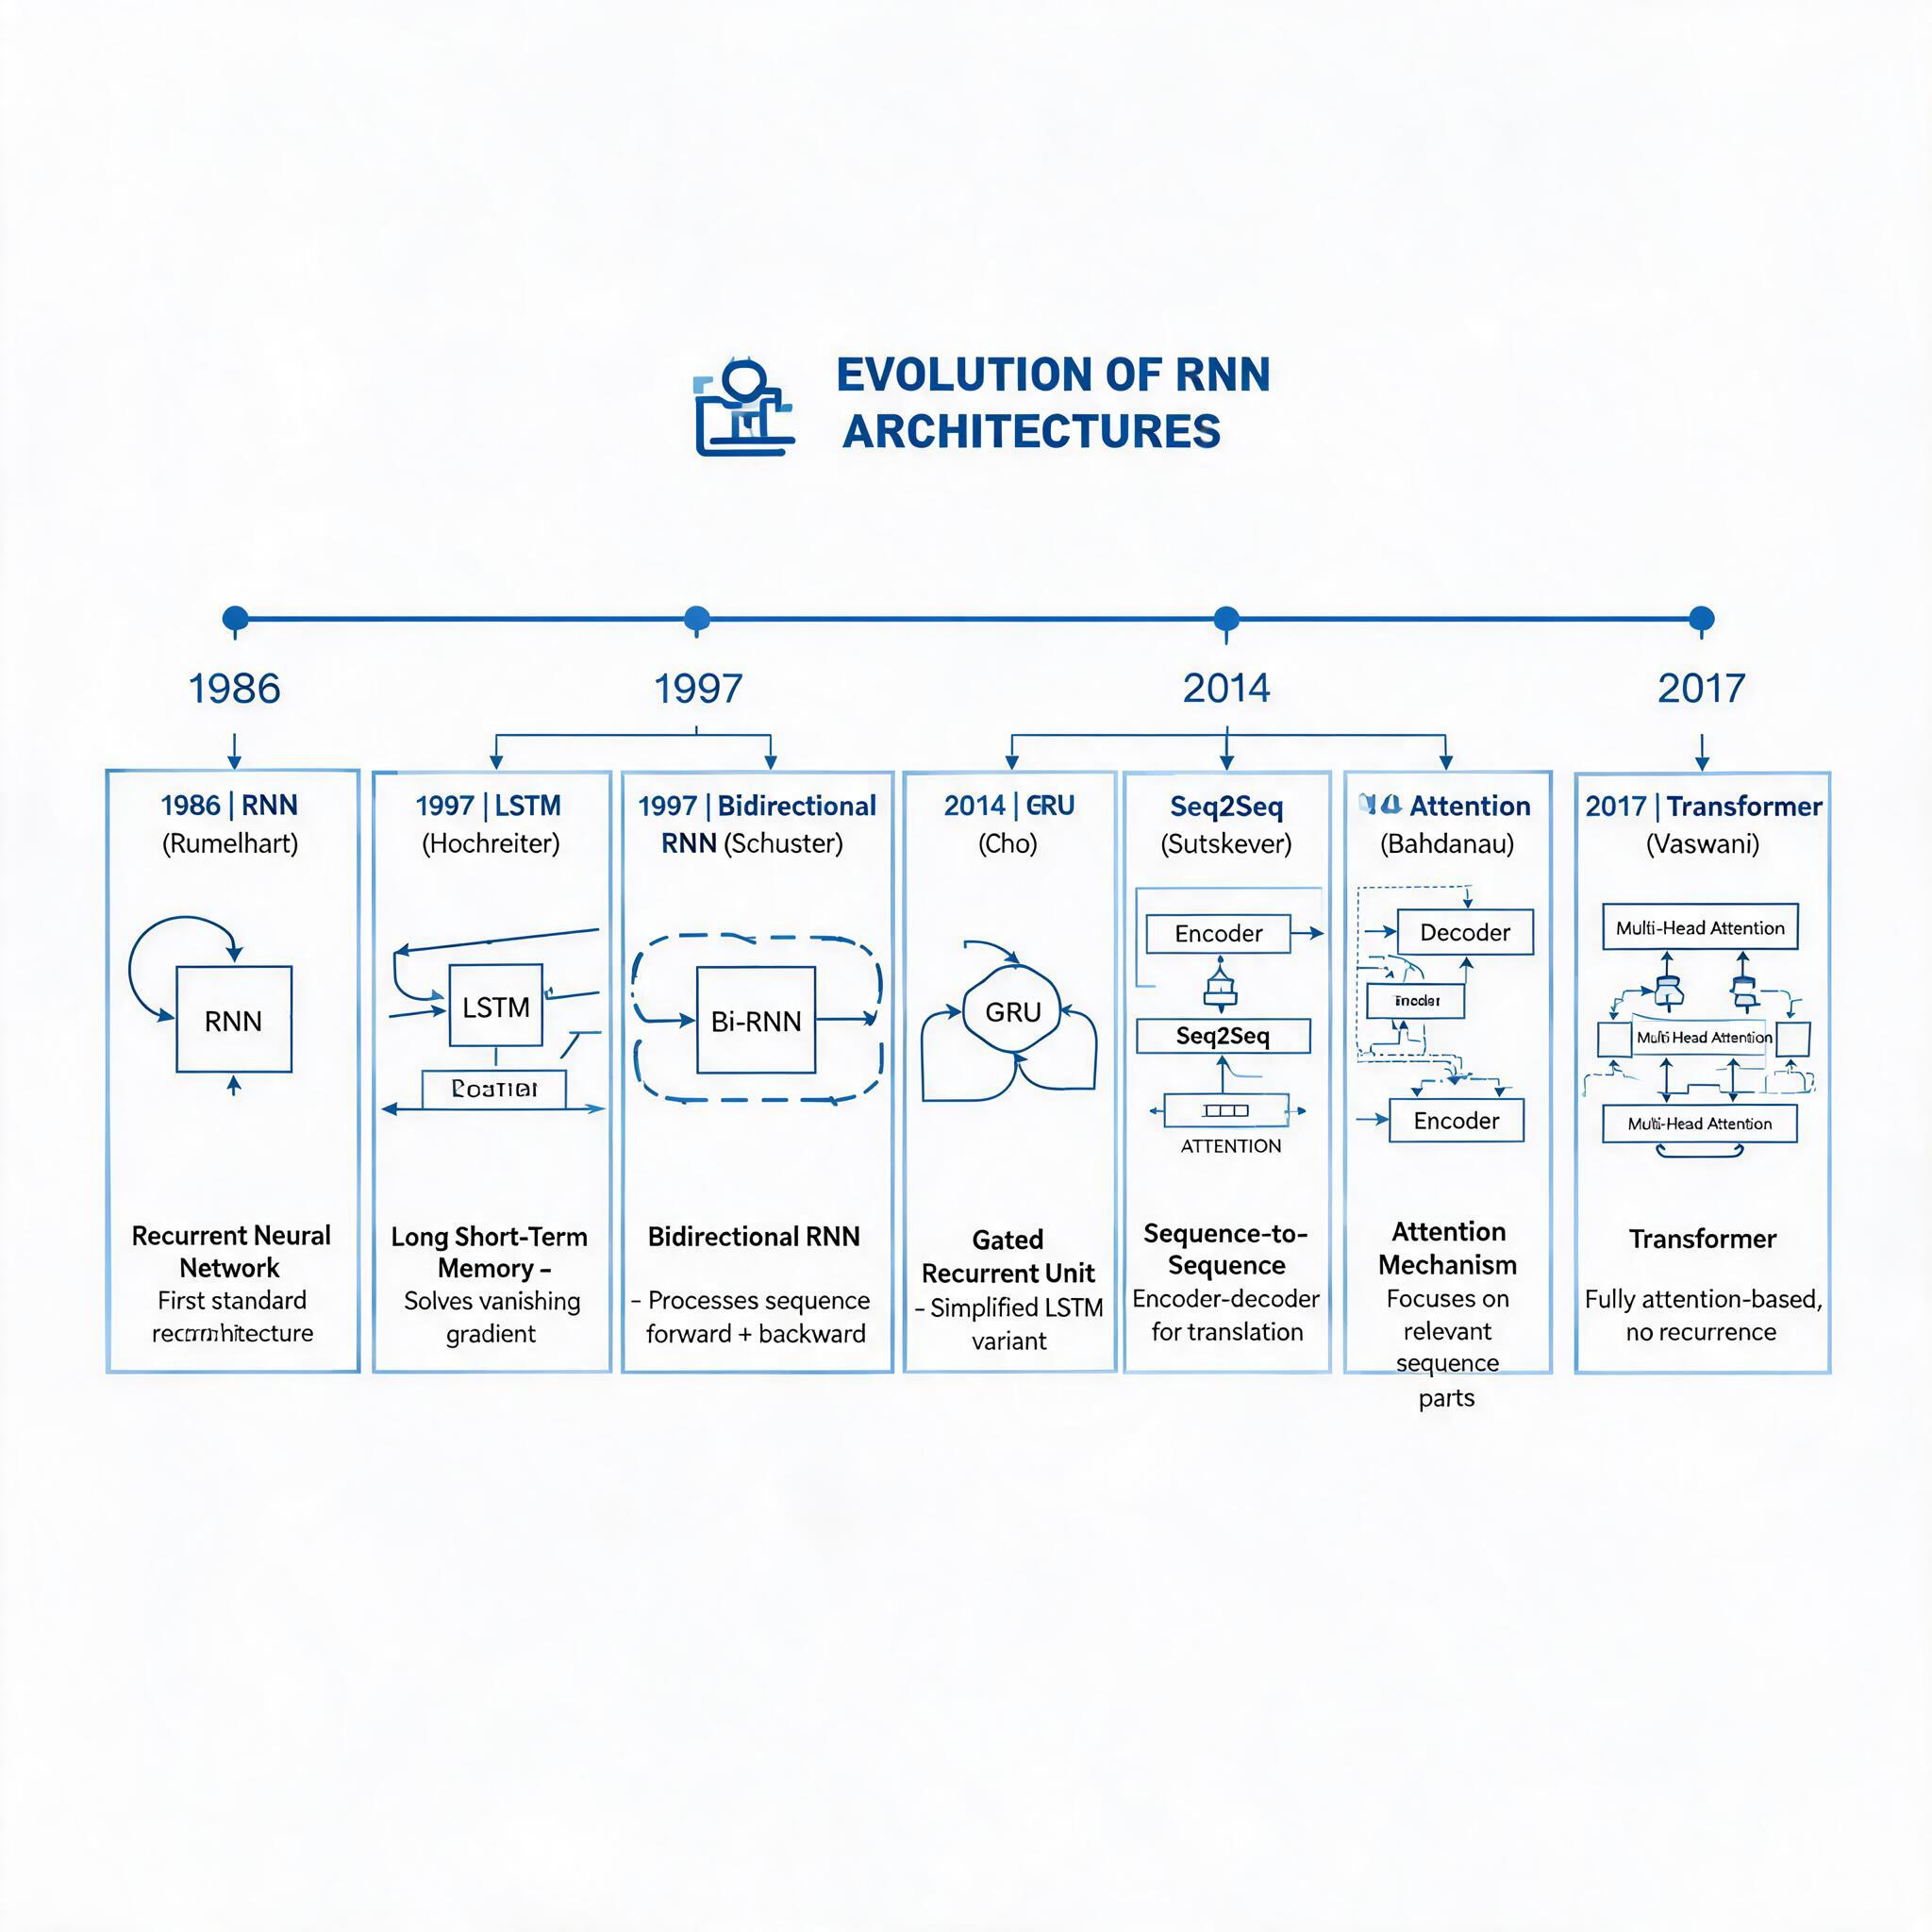 EVOLUTION OF RNN
ARCHITECTURES
1986
1997
2014
2017
1986 | RNN
(Rumelhart)
RNN
Recurrent Neural
Network
First standard
1997 | LSTM
(Hochreiter)
LSTM
Long Short-Term
Memory –
Solves vanishing
gradient
1997 | Bidirectional
RNN (Schuster)
Bi-RNN
Bidirectional RNN
– Processes sequence
forward + backward
2014 | GRU
(Cho)
GRU
Gated
Recurrent Unit
– Simplified LSTM
variant
Seq2Seq
(Sutskever)
Encoder
Seq2Seq
ATTENTION
Sequence-to-
Sequence
Encoder-decoder
for translation
Attention
(Bahdanau)
Decoder
Encoder
Attention
Mechanism
Focuses on
relevant
sequence
parts
2017 | Transformer
(Vaswani)
Multi-Head Attention
Multi Head Attention
Multi-Head Attention
Transformer
Fully attention-based,
no recurrence